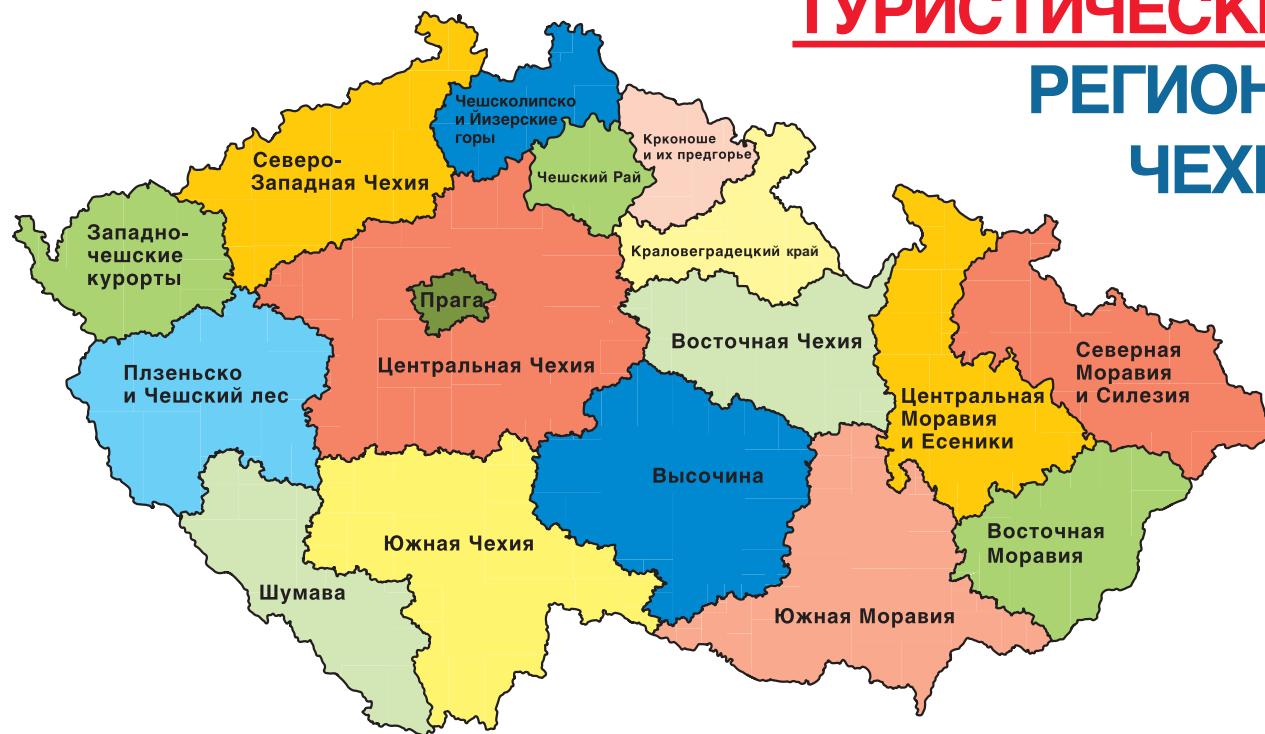 ТУРИСТИЧЕСК
РЕГИОН
ЧЕХ
Чешсколипско
и Йизерские
горы
Крконоше
и их предгорье
Северо-
Западная Чехия
Чешский Рай
Западно-
чешские
курорты
Краловеградецкий край
Прага
Восточная Чехия
Центральная Чехия
Северная
Моравия
и Силезия
Плзеньско
и Чешский лес
Центральная
Моравия
и Есеники
Высочина
Восточная
Моравия
Южная Чехия
Шумава
Южная Моравия